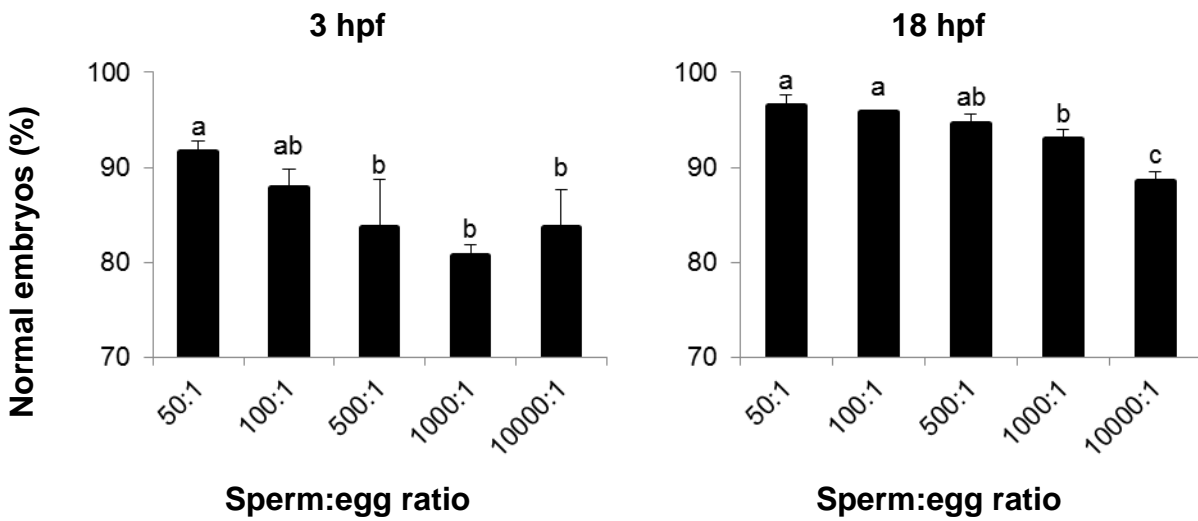 3 hpf
Normal embryos (%)
100
90
80
70
a
ab
b
b
b
50:1
100:1
500:1
1000:1
10000:1
Sperm:egg ratio
18 hpf
100
90
80
70
a
a
ab
b
c
50:1
100:1
500:1
1000:1
10000:1
Sperm:egg ratio